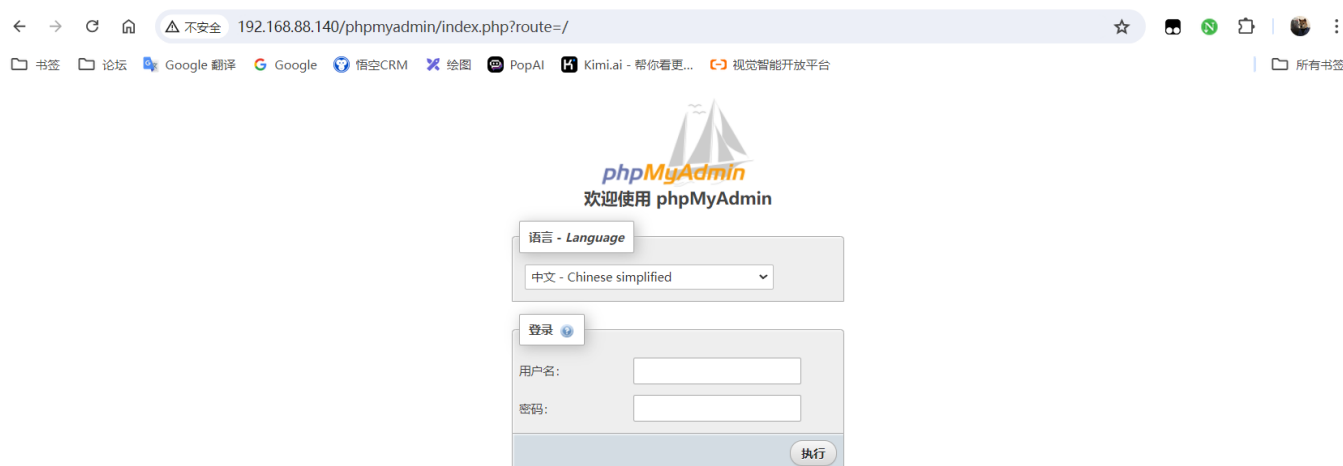 不安全 192.168.88.140/phpmyadmin/index.php?route=/
书签 论坛 Google 翻译 Google 悟空CRM 绘图 PopAI Kimi.ai - 帮你看更... 视觉智能开放平台 所有书签
phpMyAdmin
欢迎使用 phpMyAdmin
语言 - Language
中文 - Chinese simplified
登录
用户名：
密码：
执行